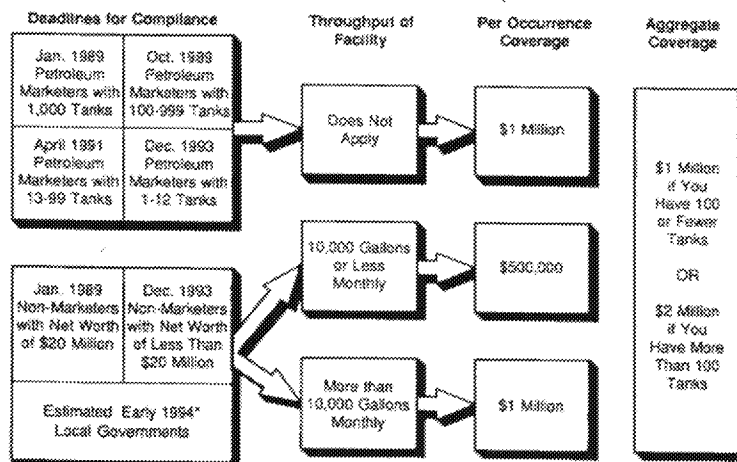 Deadlines for Compliance
Throughput of
Facility
Per Occurrence
Coverage
Aggregate
Coverage
Jan. 1989
Petroleum
Marketers with
1,000 Tanks
Oct. 1989
Petroleum
Marketers with
100-999 Tanks
April 1991
Petroleum
Marketers with
13-99 Tanks
Dec. 1993
Petroleum
Marketers with
1-12 Tanks
Does Not
Apply
$1 Million
Jan. 1989
Non-Marketers
with Net Worth
of $20 Million
Dec. 1993
Non-Marketers
with Net Worth
of Less Than
$20 Million
Estimated Early 1994*
Local Governments
10,000 Gallons
or Less
Monthly
$500,000
More than
10,000 Gallons
Monthly
$1 Million
$1 Million
if You
Have 100
or Fewer
Tanks
OR
$2 Million
if You
Have More
Than 100
Tanks